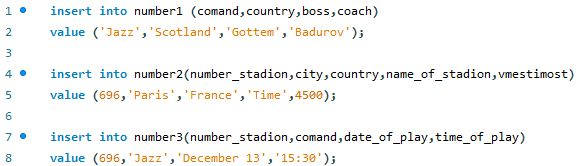 1 insert into number1 (comand,country,boss,coach)
2 value ('Jazz','Scotland','Gottem','Badurov');
3
4 insert into number2(number_stadion,city,country,name_of_stadion,vmestimost)
5 value (696,'Paris','France','Time',4500);
6
7 insert into number3(number_stadion,comand,date_of_play,time_of_play)
8 value (696,'Jazz','December 13','15:30');